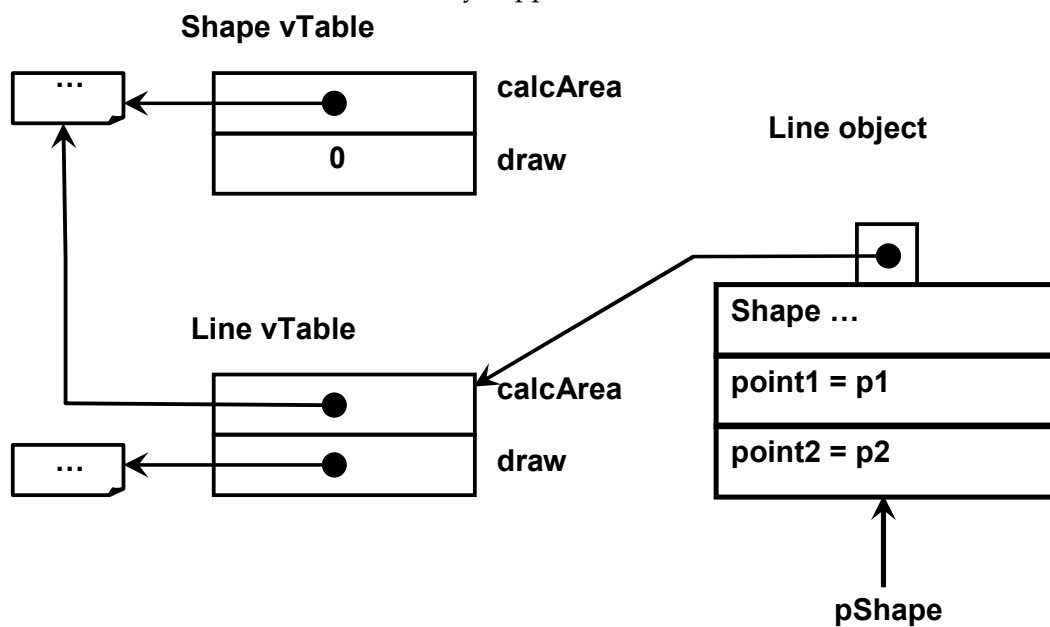 Shape vTable
…
calcArea
0
draw
Line object
Shape …
Line vTable
point1 = p1
calcArea
point2 = p2
…
draw
pShape